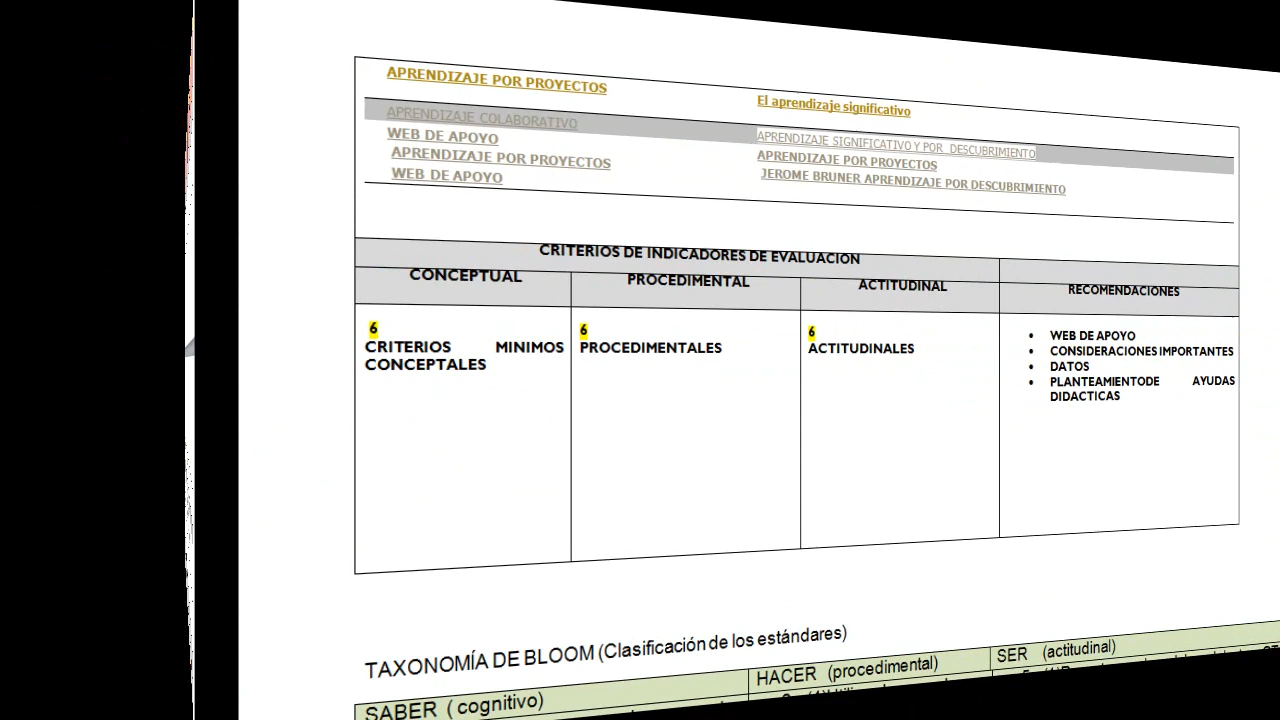 APRENDIZAJE POR PROYECTOS
El aprendizaje significativo
APRENDIZAJE COLABORATIVO
APRENDIZAJE SIGNIFICATIVO Y POR DESCUBRIMIENTO
WEB DE APOYO
APRENDIZAJE POR PROYECTOS
APRENDIZAJE POR PROYECTOS
JEROME BRUNER APRENDIZAJE POR DESCUBRIMIENTO
WEB DE APOYO
CRITERIOS DE INDICADORES DE EVALUACION
CONCEPTUAL
PROCEDIMENTAL
ACTITUDINAL
RECOMENDACIONES
6
CRITERIOS MINIMOS
CONCEPTALES
6
PROCEDIMENTALES
6
ACTITUDINALES
• WEB DE APOYO
• CONSIDERACIONES IMPORTANTES
• DATOS
• PLANTEAMIENTODE AYUDAS
DIDACTICAS
TAXONOMÍA DE BLOOM (Clasificación de los estándares)
SABER ( cognitivo)
HACER (procedimental)
SER (actitudinal)